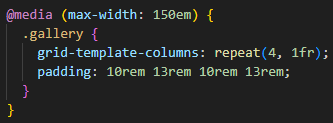 @media (max-width: 150em) {
  .gallery {
    grid-template-columns: repeat(4, 1fr);
    padding: 10rem 13rem 10rem 13rem;
  }
}